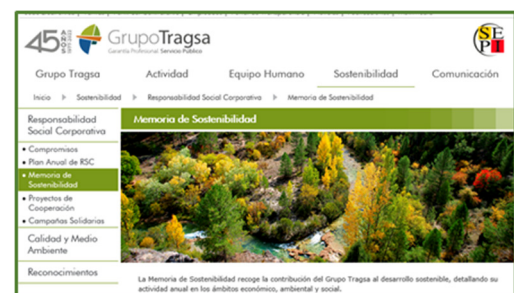 45 AÑOS GrupoTragsa SEPI
Garantía Profesional Servicio Público
Grupo Tragsa Actividad Equipo Humano Sostenibilidad Comunicación
Inicio Sostenibilidad Responsabilidad Social Corporativa Memoria de Sostenibilidad
Responsabilidad
Social Corporativa
Memoria de Sostenibilidad
Compromisos
Plan Anual de RSC
Memoria de
Sostenibilidad
Proyectos de
Cooperación
Campañas Solidarias
Calidad y Medio
Ambiente
Reconocimientos
La Memoria de Sostenibilidad recoge la contribución del Grupo Tragsa al desarrollo sostenible, detallando su
actividad anual en los ámbitos económico, ambiental y social.